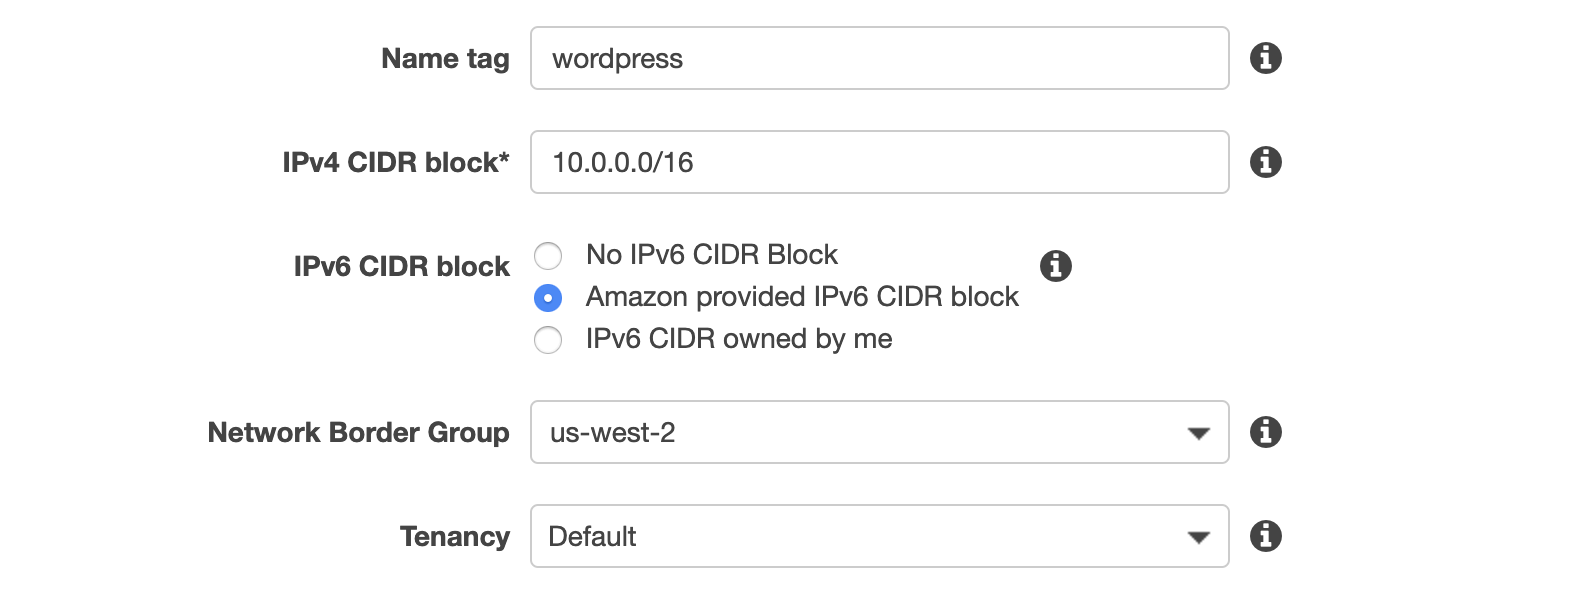 Name tag wordpress
IPv4 CIDR block* 10.0.0.0/16
No IPv6 CIDR Block
IPv6 CIDR block
Amazon provided IPv6 CIDR block
IPv6 CIDR owned by me
Network Border Group us-west-2
Tenancy Default